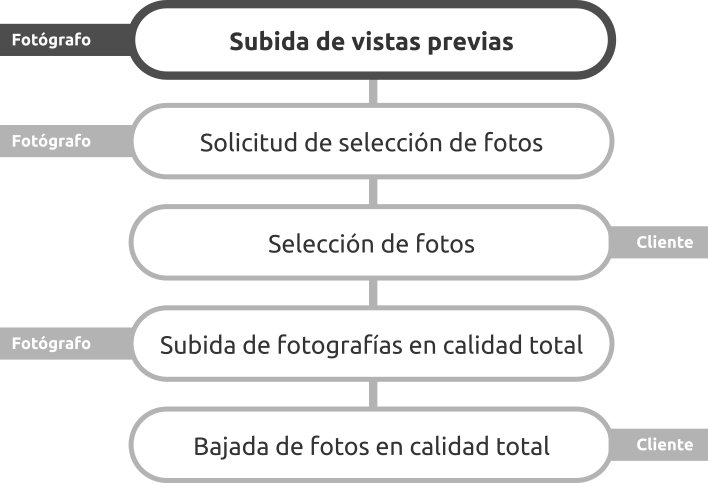 Fotógrafo
Subida de vistas previas
Fotógrafo
Solicitud de selección de fotos
Selección de fotos
Cliente
Fotógrafo
Subida de fotografías en calidad total
Bajada de fotos en calidad total
Cliente